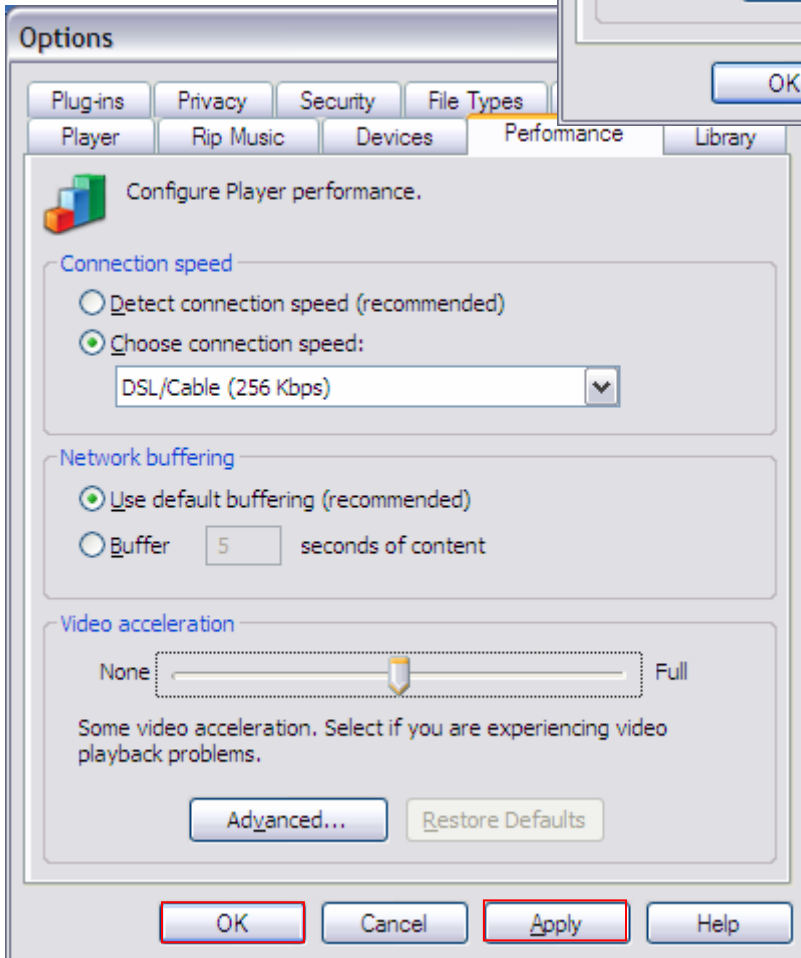 Options
OK
Plug-ins Privacy Security File Types
Player Rip Music Devices Performance Library
Configure Player performance.
Connection speed
Detect connection speed (recommended)
Choose connection speed:
DSL/Cable (256 Kbps)
Network buffering
Use default buffering (recommended)
Buffer 5 seconds of content
Video acceleration
None Full
Some video acceleration. Select if you are experiencing video
playback problems.
Advanced... Restore Defaults
OK Cancel Apply Help